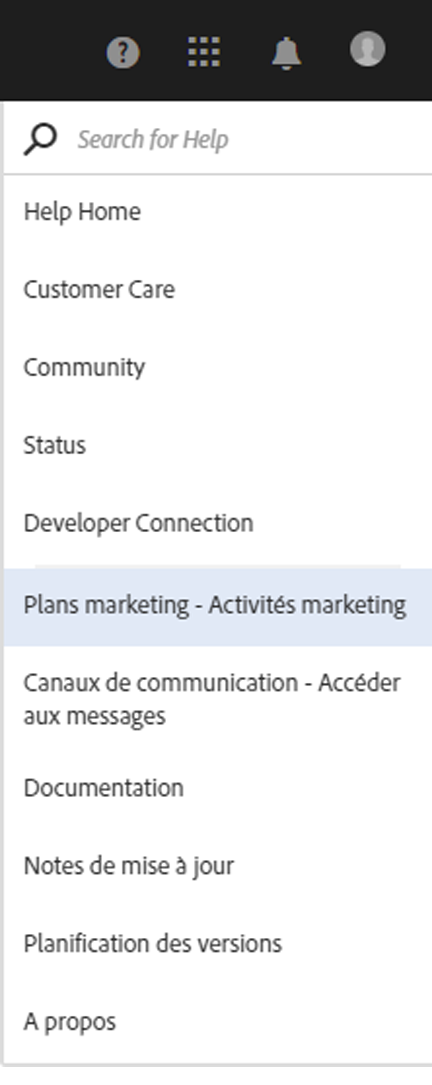 ?
Search for Help
Help Home
Customer Care
Community
Status
Developer Connection
Plans marketing - Activités marketing
Canaux de communication - Accéder
aux messages
Documentation
Notes de mise à jour
Planification des versions
A propos